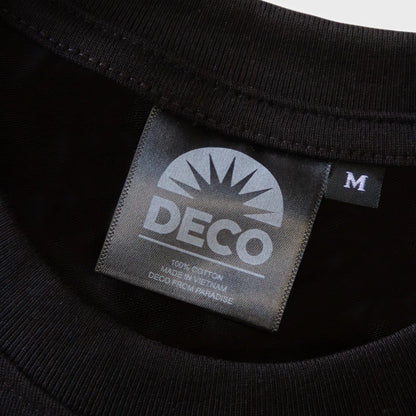 DECO
M
100% COTTON
MADE IN VIETNAM
DECO FROM PARADISE